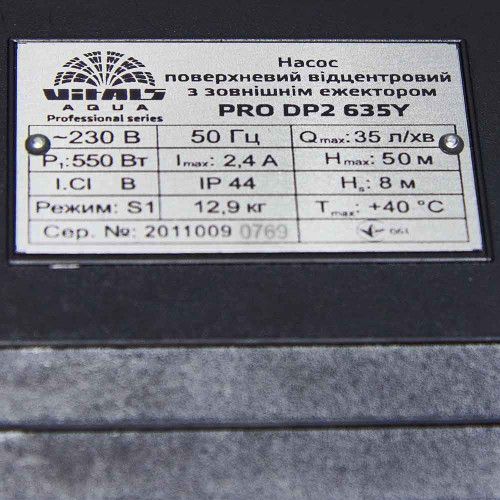 Насос
поверхневий відцентровий
з зовнішнім ежектором
PRO DP2 635Y
Vitals
AQUA
Professional series
~230 В 50 Гц Qmax: 35 л/хв
P1: 550 Вт Imax: 2,4 А Hmax: 50 м
I.Cl B IP 44 Hs: 8 м
Режим: S1 12,9 кг Tmax: +40 °C
Сер. №: 2011009 0769 061